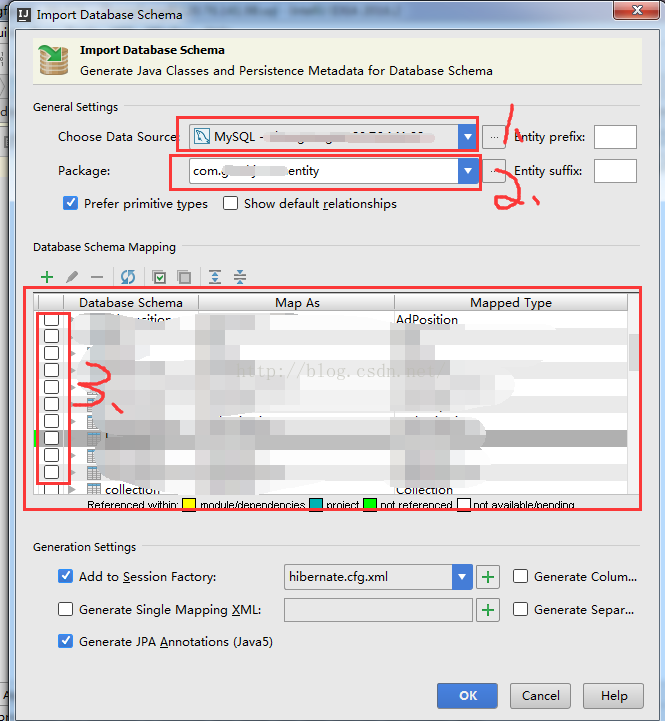 Import Database Schema
Import Database Schema
Generate Java Classes and Persistence Metadata for Database Schema
General Settings
Choose Data Source MySQL - ... 1. Entity prefix:
Package: com.g entity ... 2. Entity suffix:
Prefer primitive types Show default relationships
Database Schema Mapping
Database Schema Map As Mapped Type
AdPosition
http://blog.csdn.net/
3.
collection Collection
Referenced within: module/dependencies project not referenced not available/pending
Generation Settings
Add to Session Factory: hibernate.cfg.xml Generate Colum...
Generate Single Mapping XML: Generate Separ...
Generate JPA Annotations (Java5)
OK Cancel Help